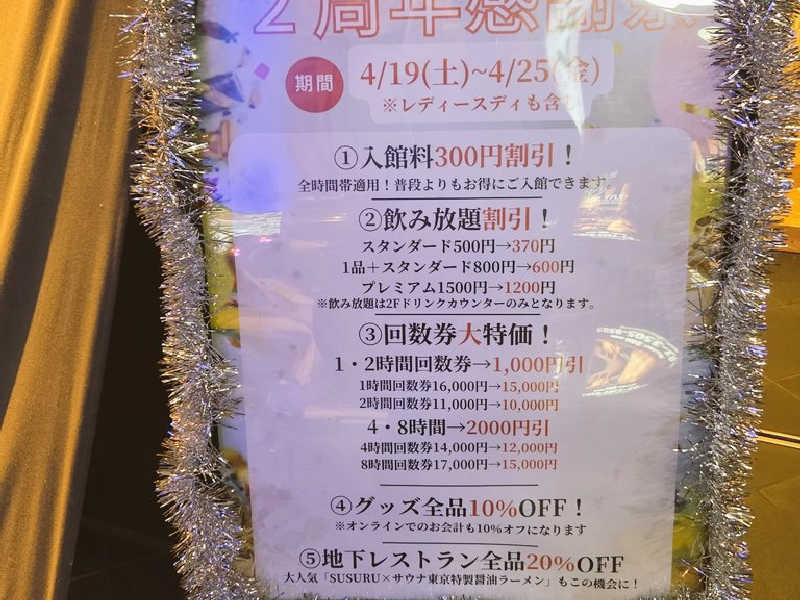 2周年感謝祭
期間
4/19(土)~4/25(金)
※レディースディも含む
①入館料300円割引！
全時間帯適用！普段よりもお得にご入館できます。
②飲み放題割引！
スタンダード500円→370円
1品＋スタンダード800円→600円
プレミアム1500円→1200円
※飲み放題は2Fドリンクカウンターのみとなります。
③回数券大特価！
1・2時間回数券→1,000円引
1時間回数券16,000円→15,000円
2時間回数券11,000円→10,000円
4・8時間→2000円引
4時間回数券14,000円→12,000円
8時間回数券17,000円→15,000円
④グッズ全品10%OFF！
※オンラインでのお会計も10%オフになります
⑤地下レストラン全品20%OFF
大人気「SUSURU×サウナ東京特製醤油ラーメン」もこの機会に！